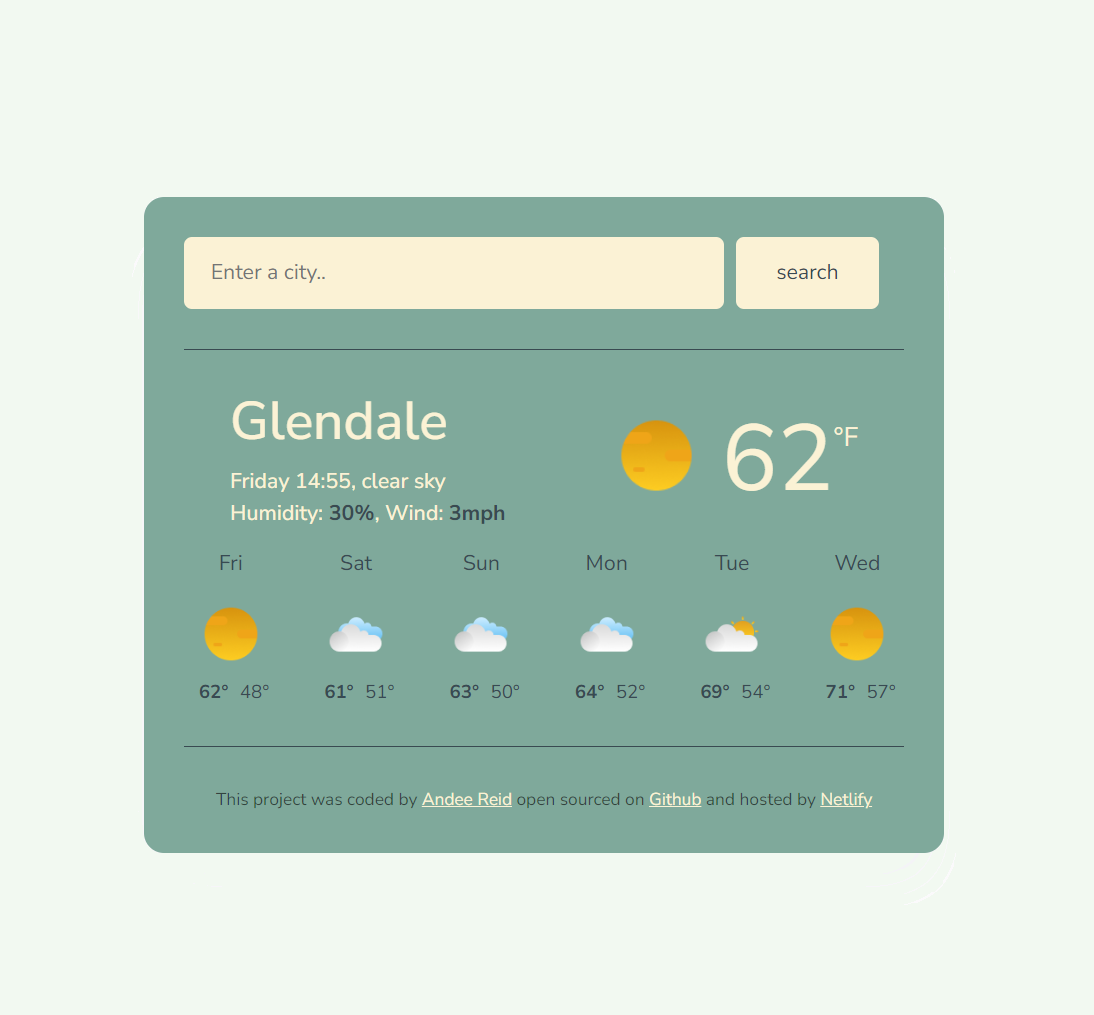 Enter a city..
search
Glendale
62°F
Friday 14:55, clear sky
Humidity: 30%, Wind: 3mph
Fri Sat Sun Mon Tue Wed
62° 48° 61° 51° 63° 50° 64° 52° 69° 54° 71° 57°
This project was coded by Andee Reid open sourced on Github and hosted by Netlify